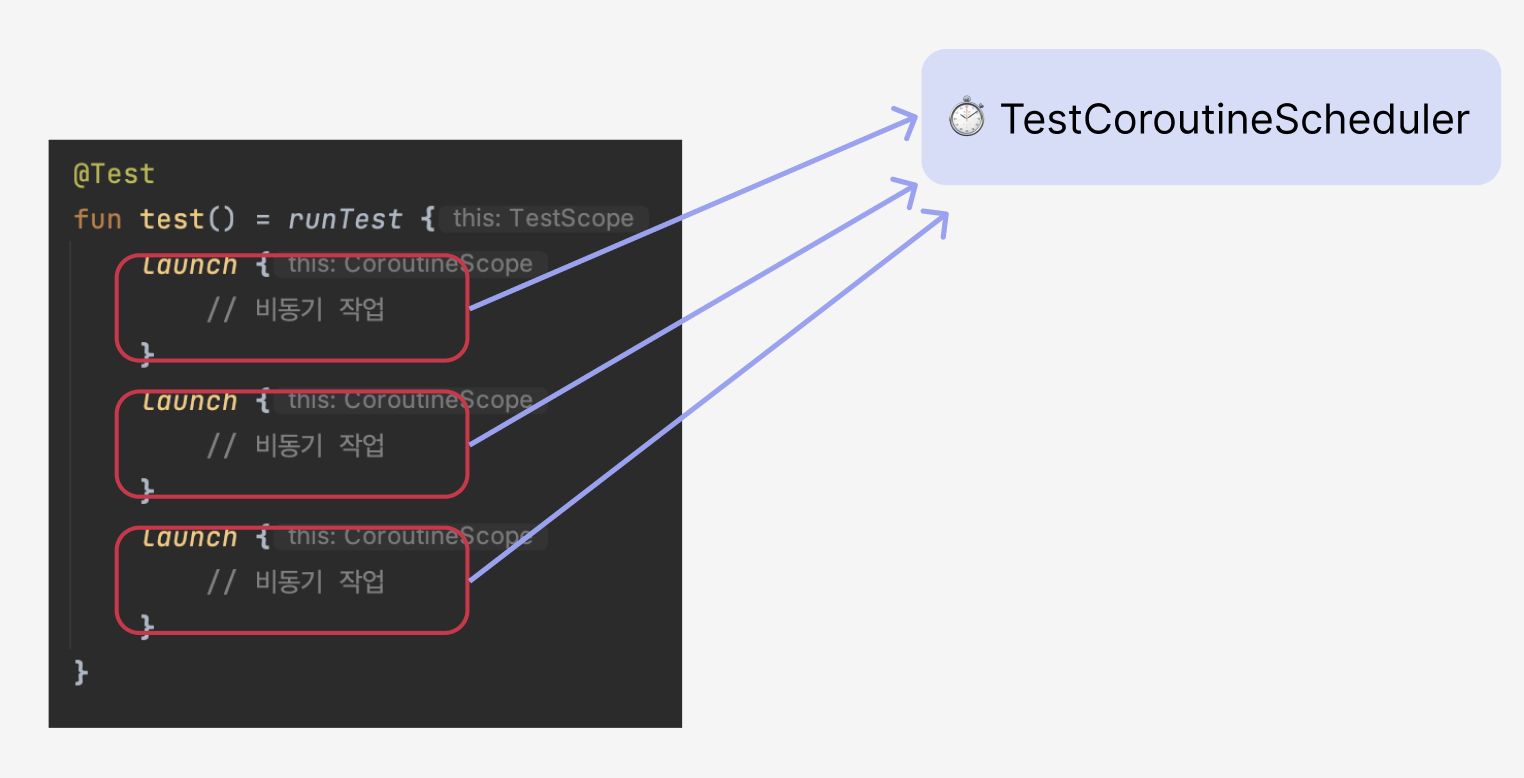 @Test
fun test() = runTest { this: TestScope
launch { this: CoroutineScope
// 비동기 작업
}
launch { this: CoroutineScope
// 비동기 작업
}
launch { this: CoroutineScope
// 비동기 작업
}
}
TestCoroutineScheduler